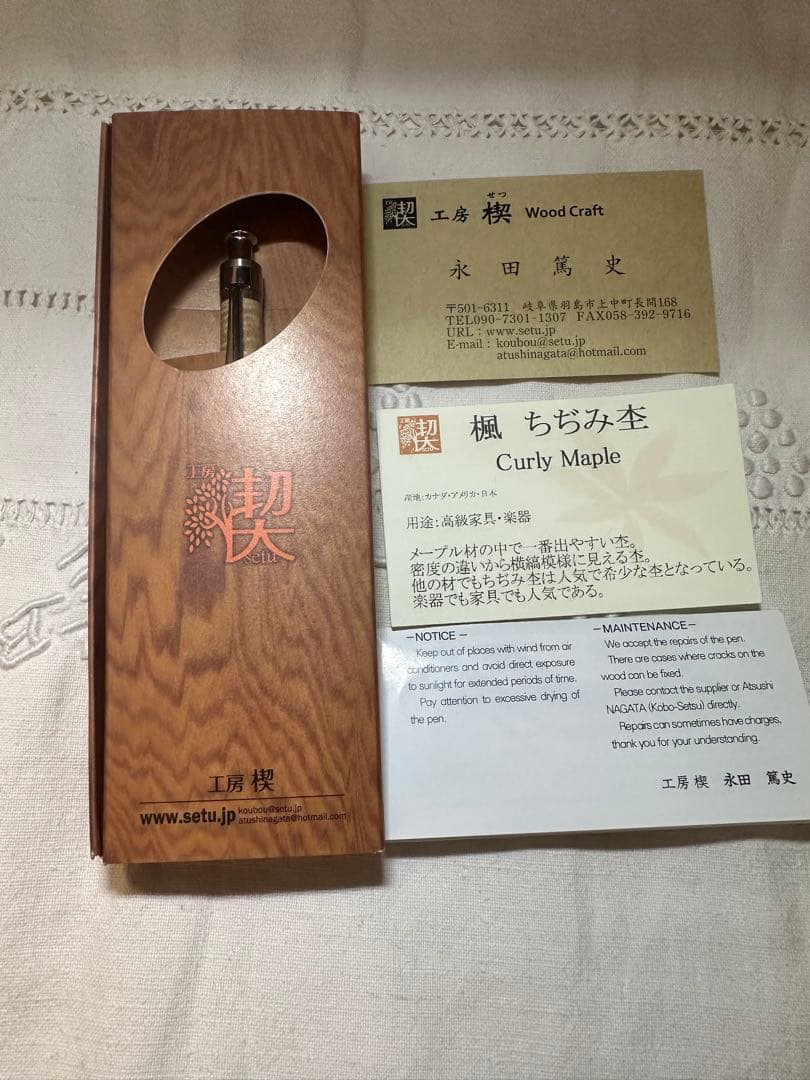 工房
楔
setu
工房 楔
www.setu.jp
koubou@setu.jp
atushinagata@hotmail.com
楔
せつ
工房 楔 Wood Craft
永田 篤史
〒501-6311 岐阜県羽島市上中町長間168
TEL090-7301-1307 FAX058-392-9716
URL：www.setu.jp
E-mail：koubou@setu.jp
atushinagata@hotmail.com
工房
楔
setu
楓 ちぢみ杢
Curly Maple
産地:カナダ・アメリカ・日本
用途:高級家具・楽器
メープル材の中で一番出やすい杢。
密度の違いから横縞模様に見える杢。
他の材でもちぢみ杢は人気で希少な杢となっている。
楽器でも家具でも人気である。
－NOTICE－
Keep out of places with wind from air
conditioners and avoid direct exposure
to sunlight for extended periods of time.
Pay attention to excessive drying of
the pen.
－MAINTENANCE－
We accept the repairs of the pen.
There are cases where cracks on the
wood can be fixed.
Please contact the supplier or Atsushi
NAGATA (Kobo-Setsu) directly.
Repairs can sometimes have charges,
thank you for your understanding.
工房 楔 永田 篤史